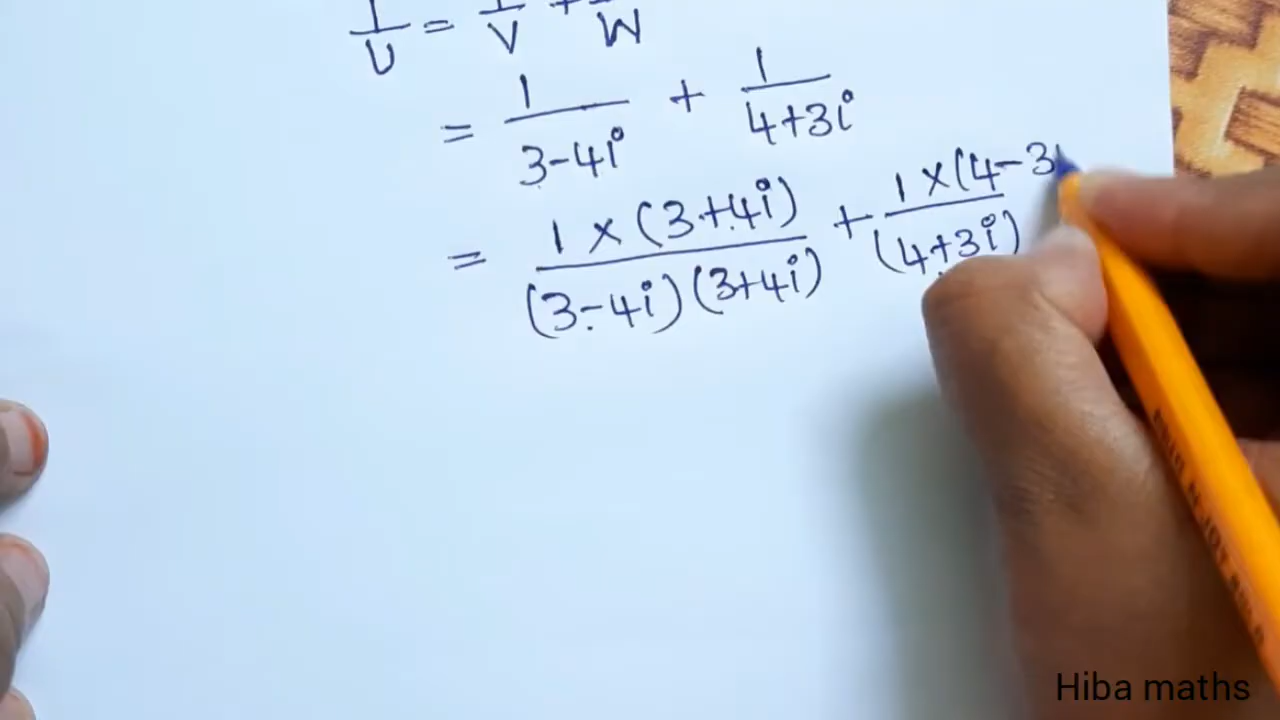 1/U = 1/V + 1/W
= 1/(3-4i) + 1/(4+3i)
= 1×(3+4i)/(3-4i)(3+4i) + 1×(4-3i/(4+3i)
Hiba maths